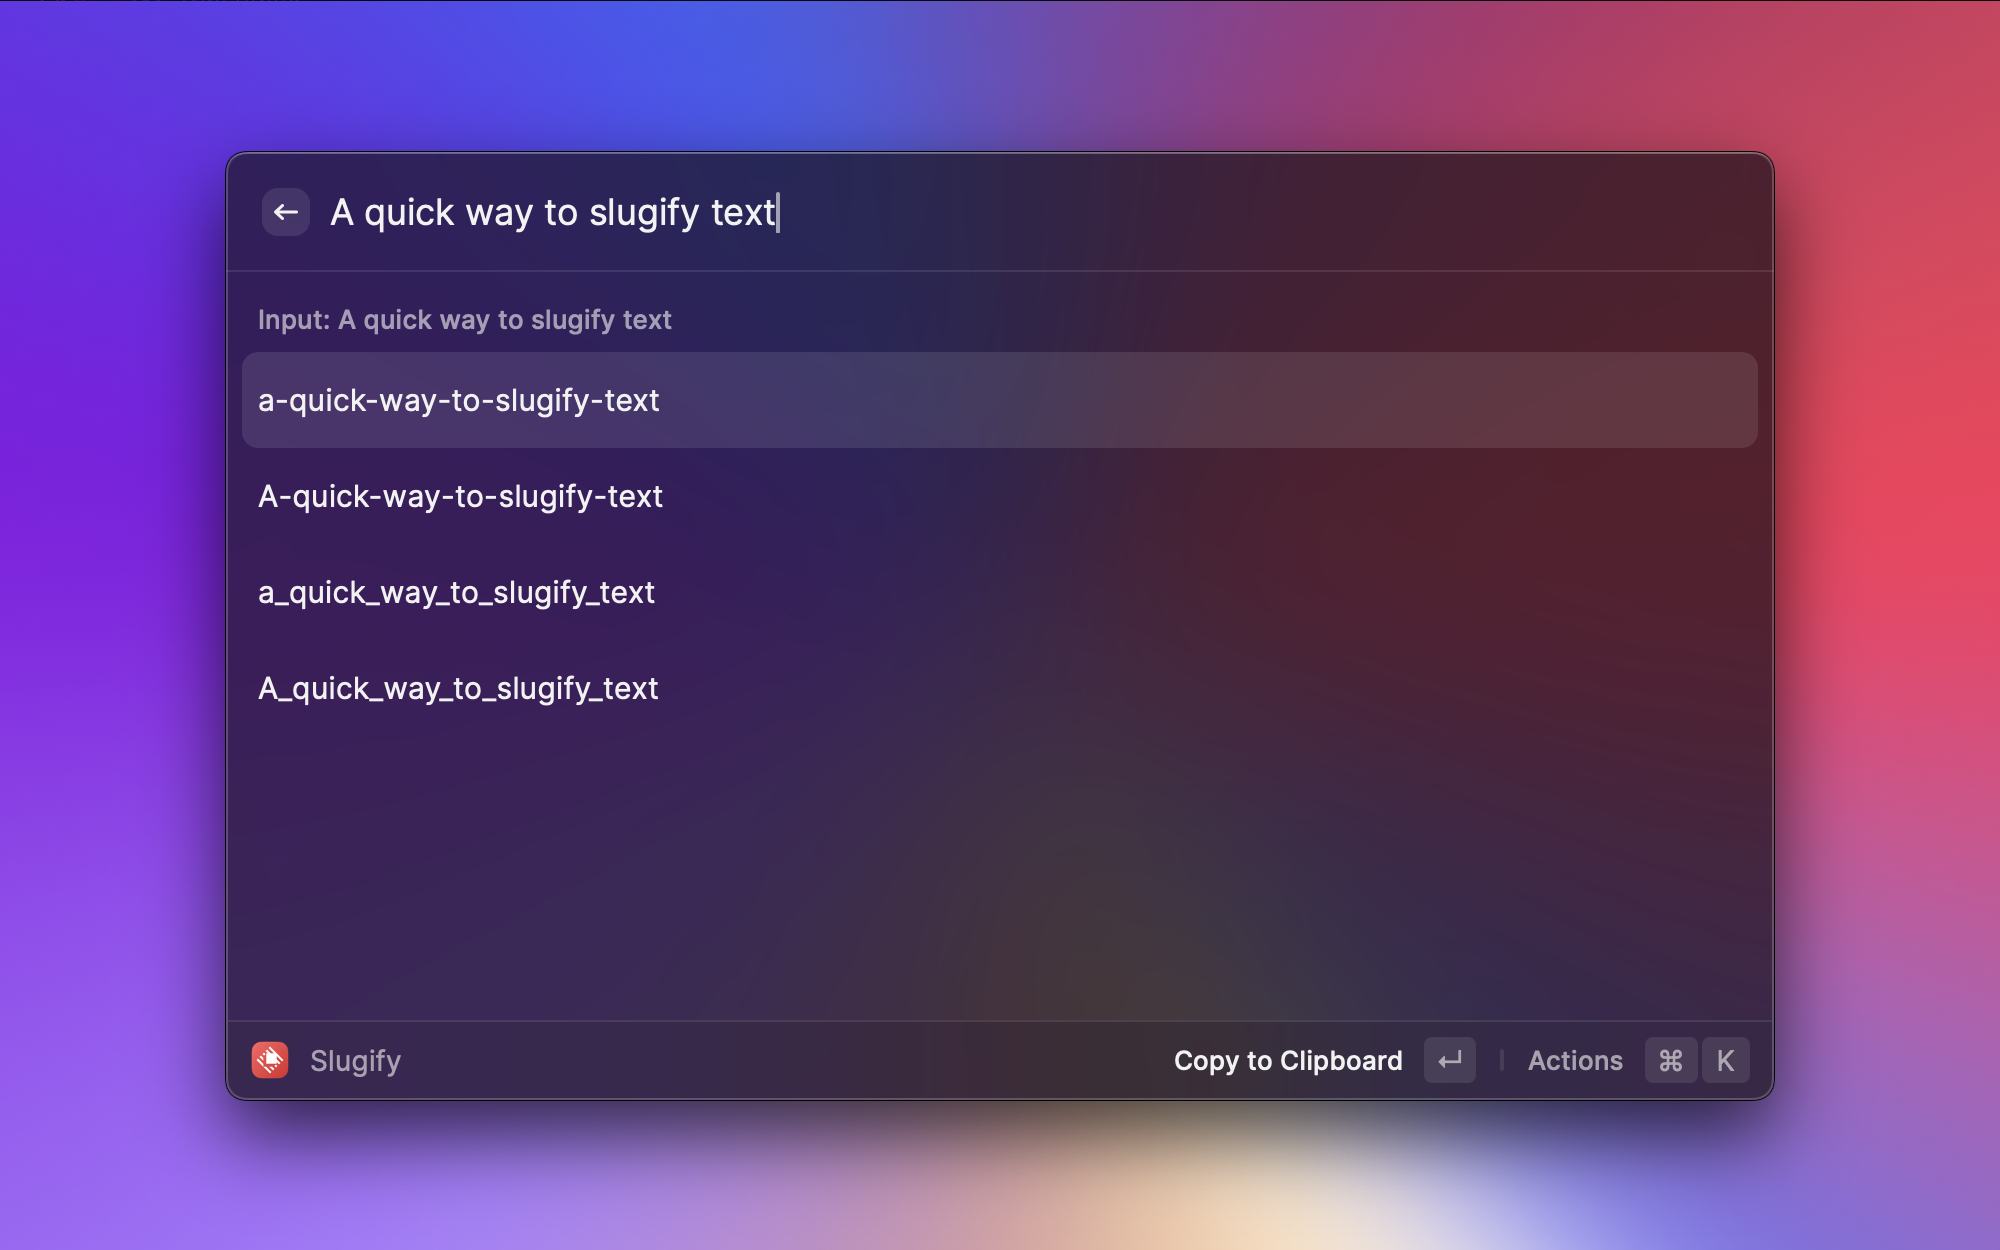 A quick way to slugify text
Input: A quick way to slugify text
a-quick-way-to-slugify-text
A-quick-way-to-slugify-text
a_quick_way_to_slugify_text
A_quick_way_to_slugify_text
Slugify
Copy to Clipboard ↵ | Actions ⌘ K